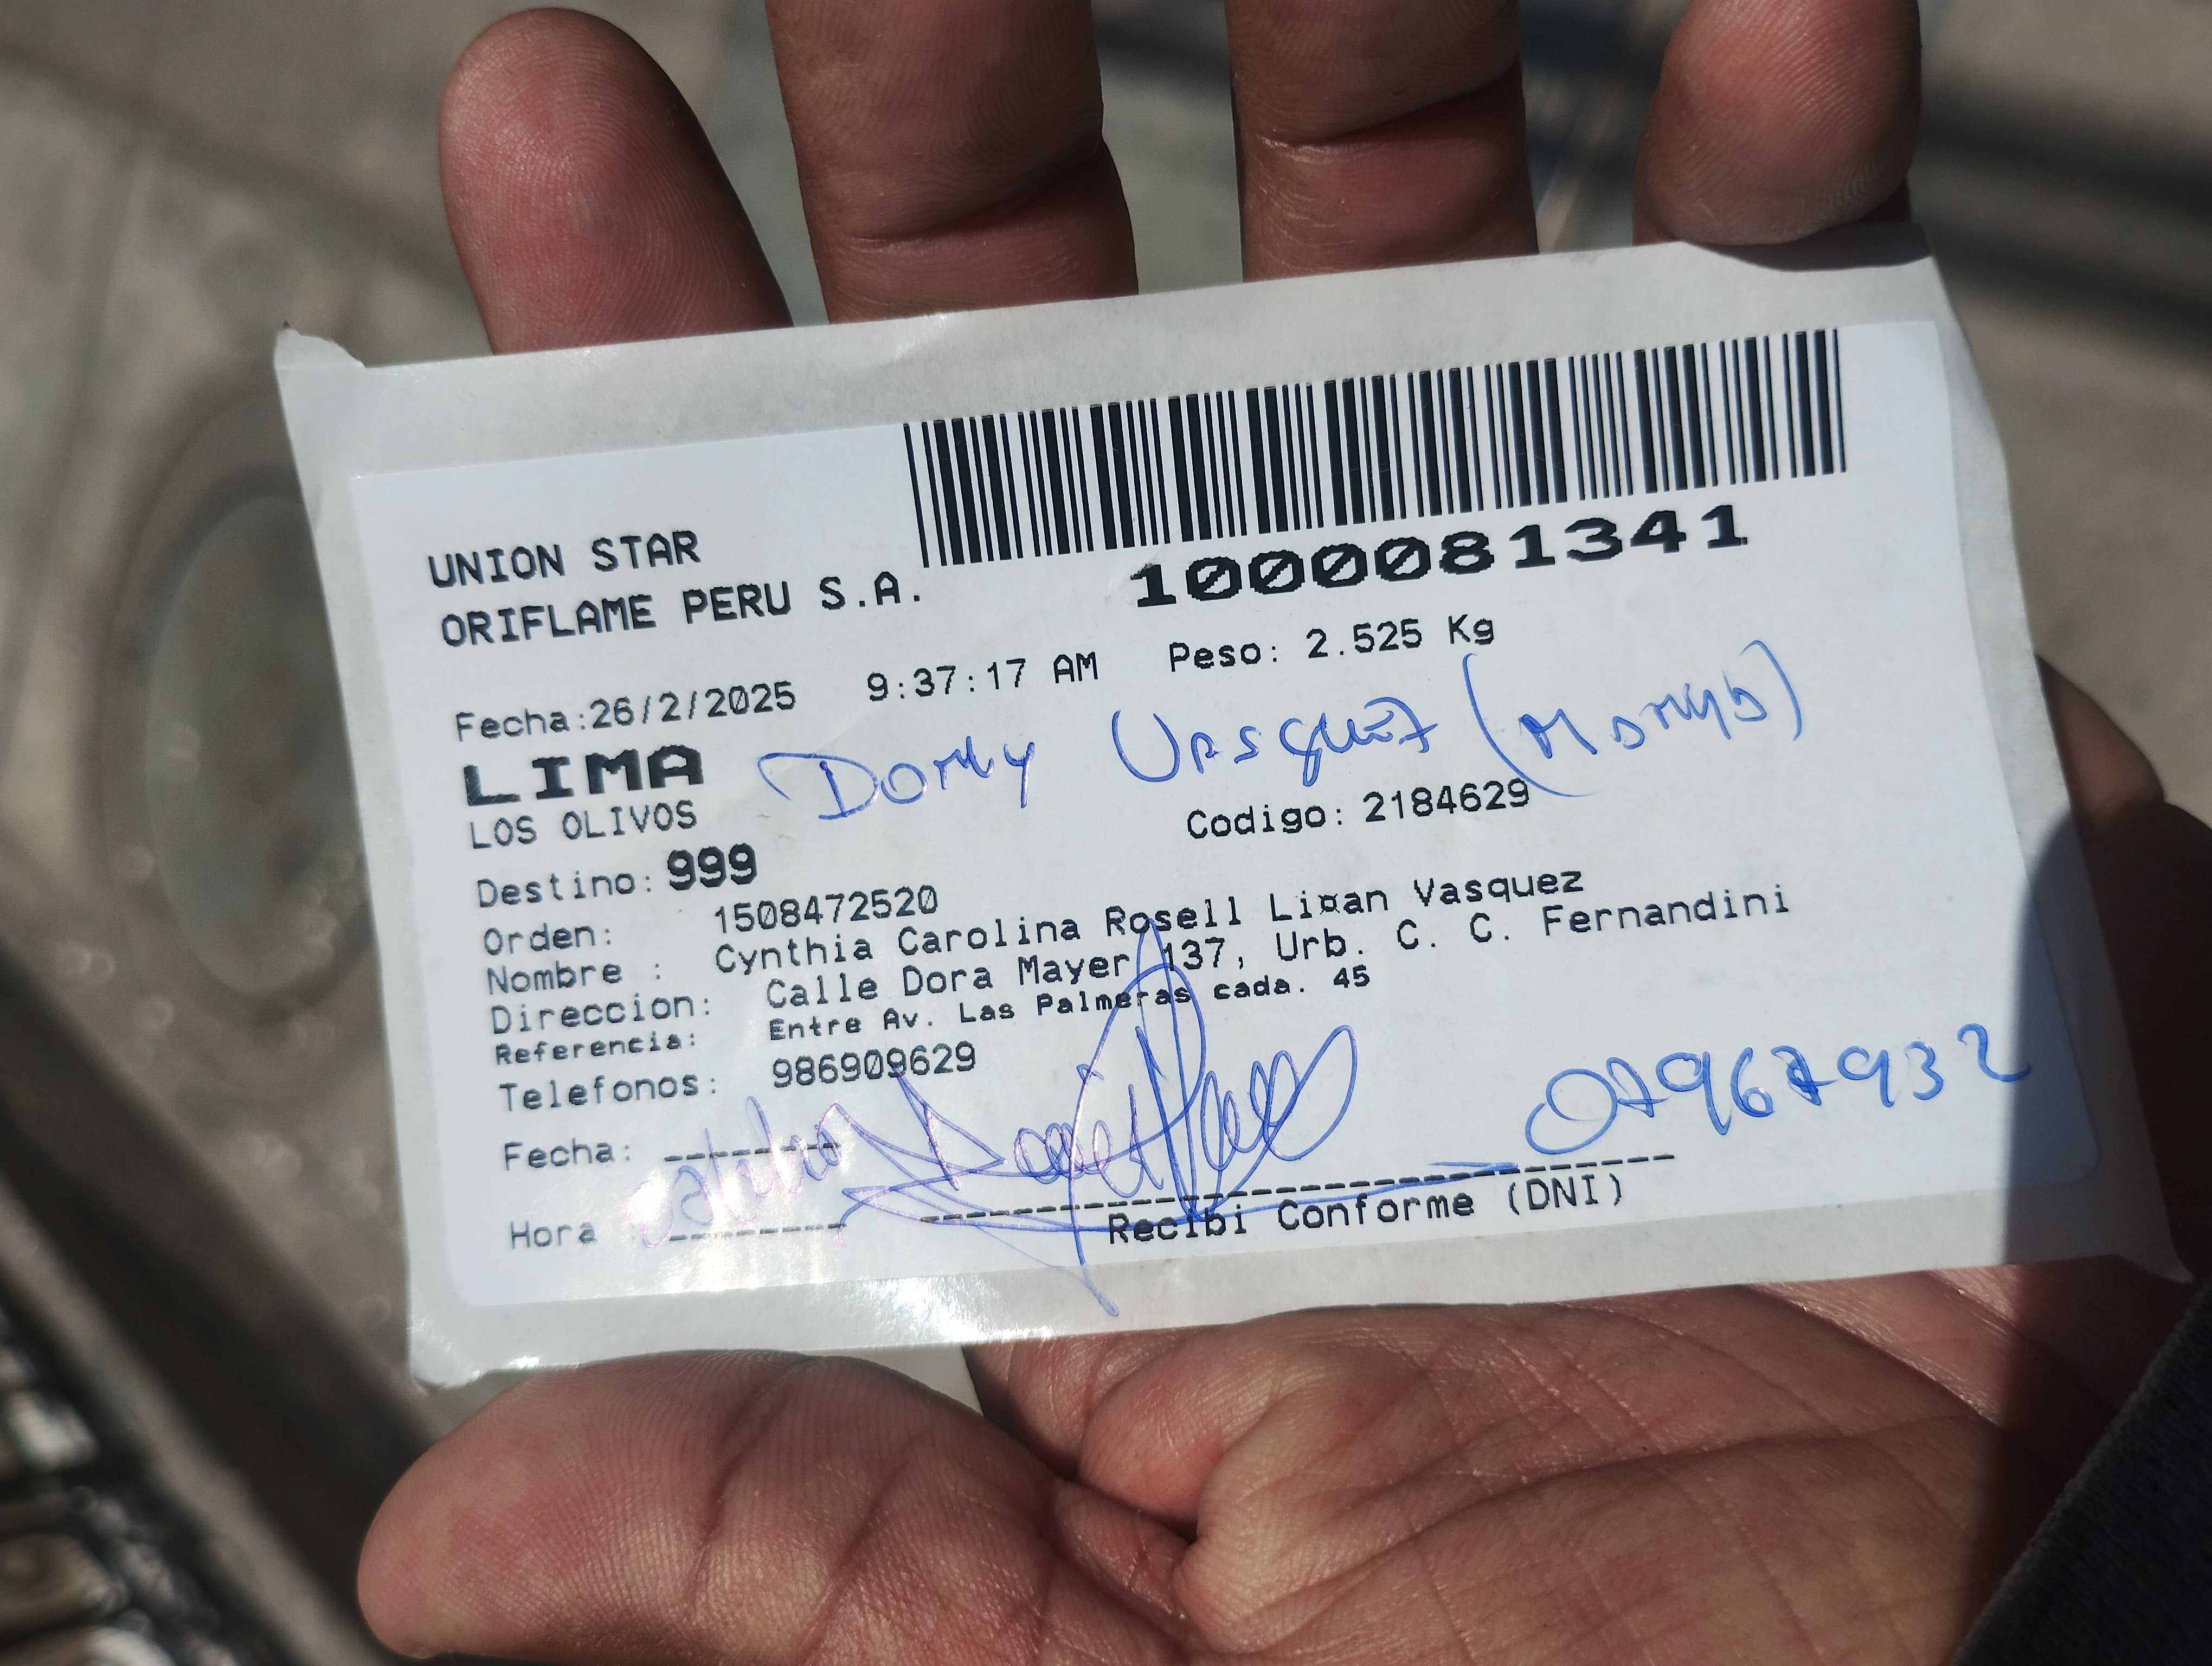 UNION STAR
ORIFLAME PERU S.A.
1000081341
Fecha:26/2/2025 9:37:17 AM Peso: 2.525 Kg
LIMA
Vasquez
LOS OLIVOS
Codigo: 2184629
Destino: 999
Orden: 1508472520
Nombre : Cynthia Carolina Rosell Li¤an Vasquez
Direccion: Calle Dora Mayer 137, Urb. C. C. Fernandini
Referencia: Entre Av. Las Palmeras cada. 45
Telefonos: 986909629
07967932
Fecha: --------
Hora --------
Recibi Conforme (DNI)